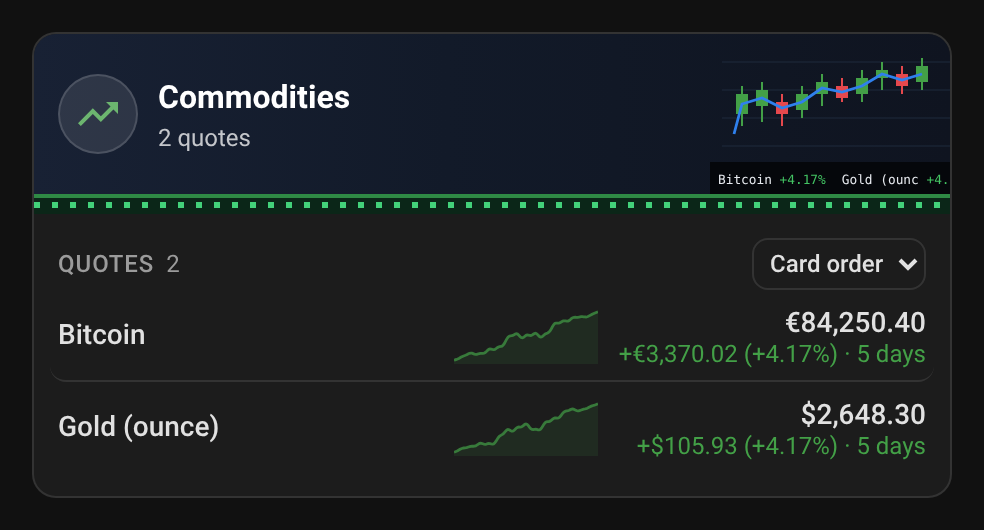 Commodities
2 quotes
Bitcoin +4.17% Gold (ounc +4.
QUOTES 2
Card order
Bitcoin
€84,250.40
+€3,370.02 (+4.17%) · 5 days
Gold (ounce)
$2,648.30
+$105.93 (+4.17%) · 5 days